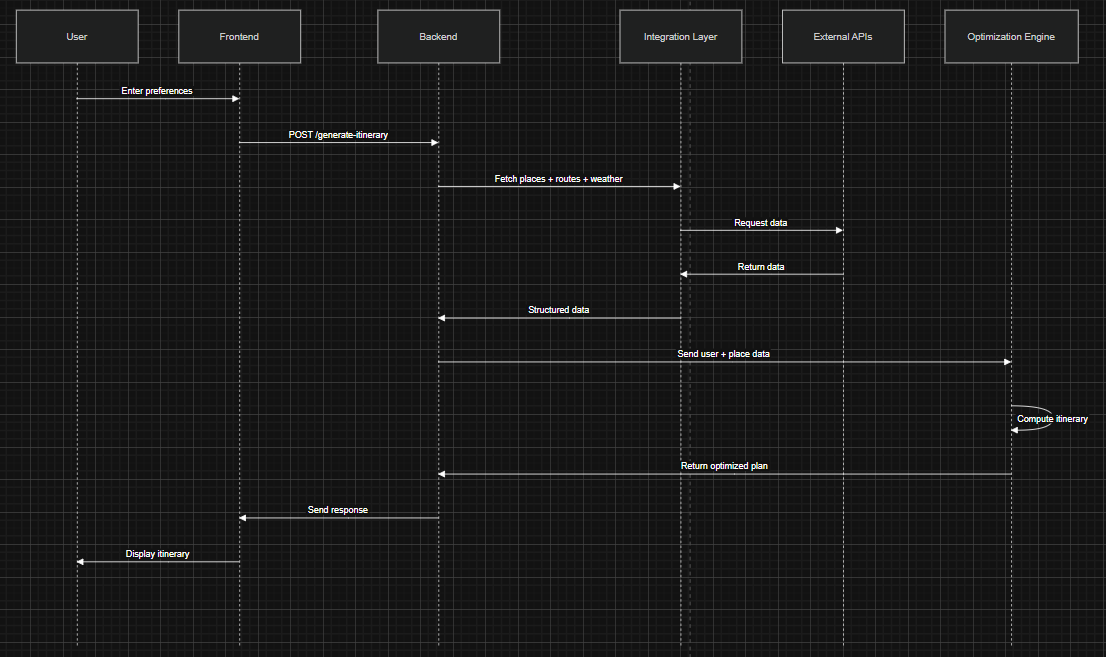 User
Frontend
Backend
Integration Layer
External APIs
Optimization Engine
Enter preferences
POST /generate-itinerary
Fetch places + routes + weather
Request data
Return data
Structured data
Send user + place data
Compute itinerary
Return optimized plan
Send response
Display itinerary